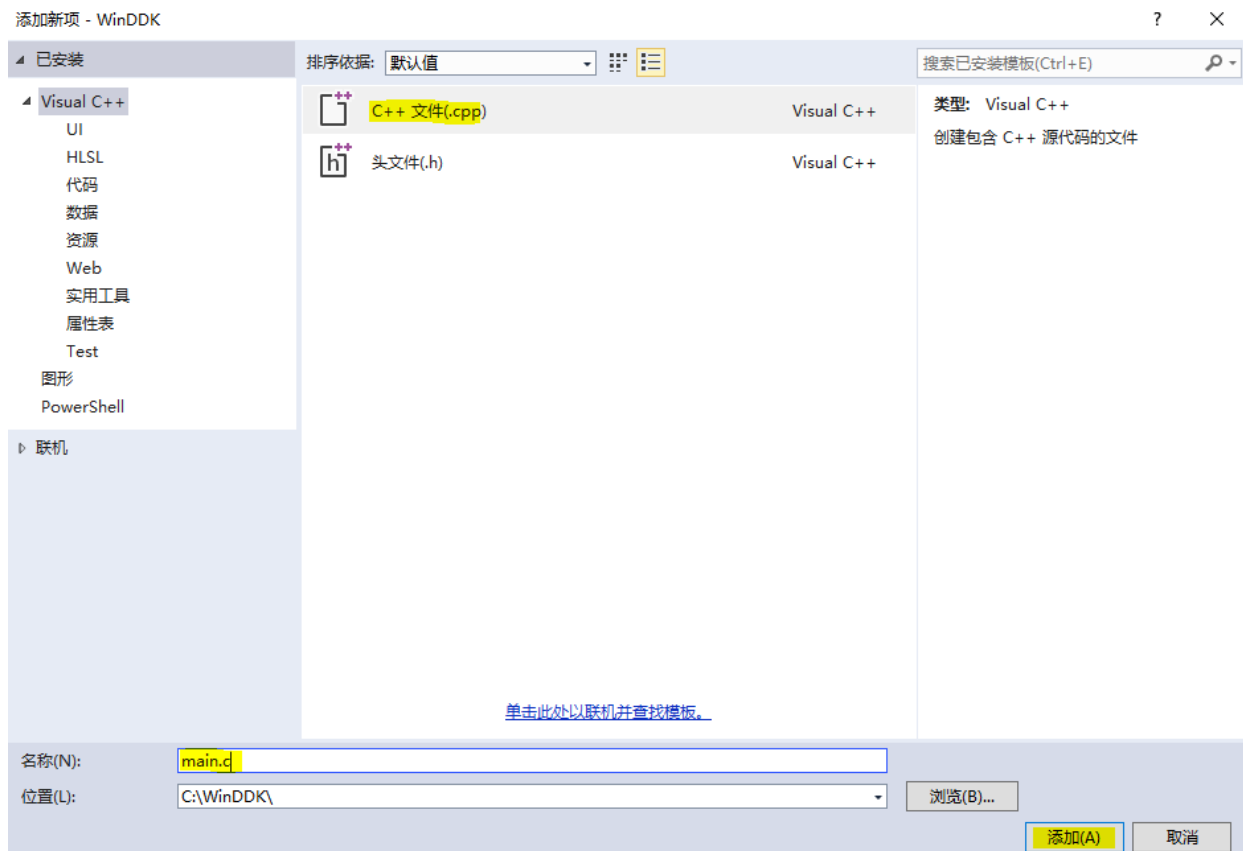 添加新项 - WinDDK
已安装
排序依据: 默认值
搜索已安装模板(Ctrl+E)
Visual C++
UI
HLSL
代码
数据
资源
Web
实用工具
属性表
Test
图形
PowerShell
联机
C++ 文件(.cpp) Visual C++
头文件(.h) Visual C++
类型: Visual C++
创建包含 C++ 源代码的文件
单击此处以联机并查找模板。
名称(N): main.c
位置(L): C:\WinDDK\
浏览(B)...
添加(A) 取消